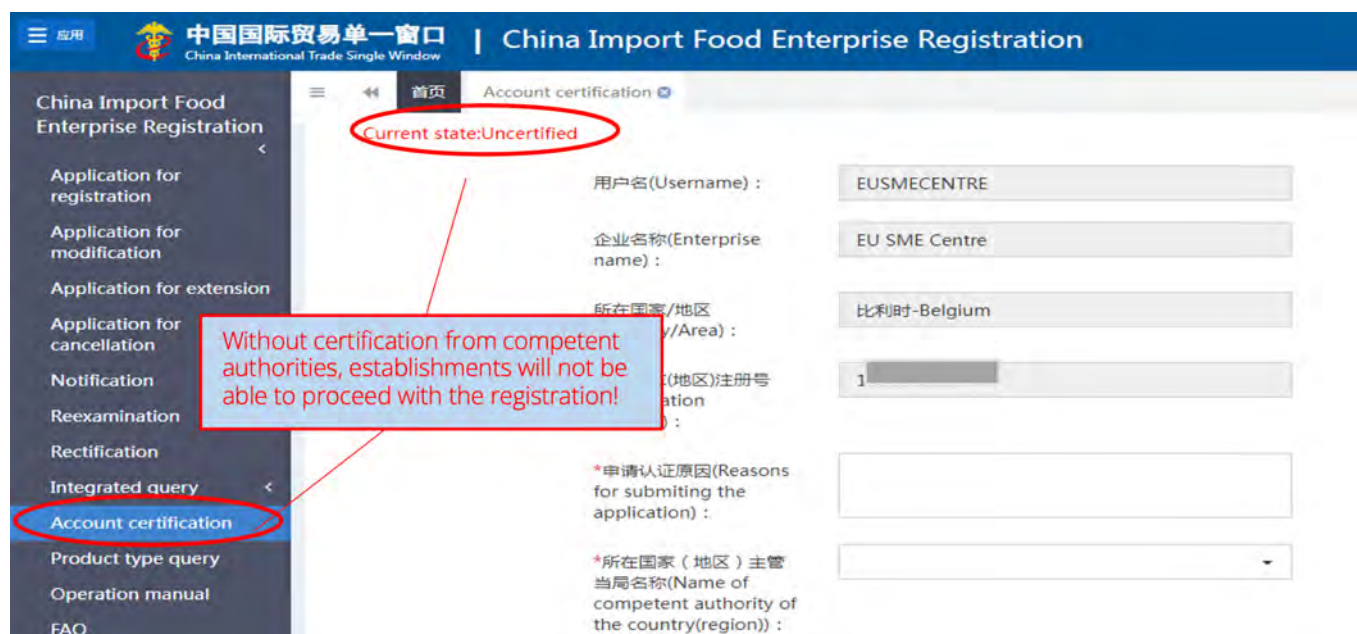 应用
中国国际贸易单一窗口
China International Trade Single Window
| China Import Food Enterprise Registration
China Import Food
Enterprise Registration
<
Application for
registration
Application for
modification
Application for extension
Application for
cancellation
Notification
Reexamination
Rectification
Integrated query <
Account certification
Product type query
Operation manual
FAQ
首页 Account certification
Current state:Uncertified
Without certification from competent
authorities, establishments will not be
able to proceed with the registration!
用户名(Username) : EUSMECENTRE
企业名称(Enterprise
name) :
EU SME Centre
所在国家/地区
y/Area) :
比利时-Belgium
(地区)注册号
ation
) :
1
*申请认证原因(Reasons
for submiting the
application) :
*所在国家（地区）主管
当局名称(Name of
competent authority of
the country(region)) :